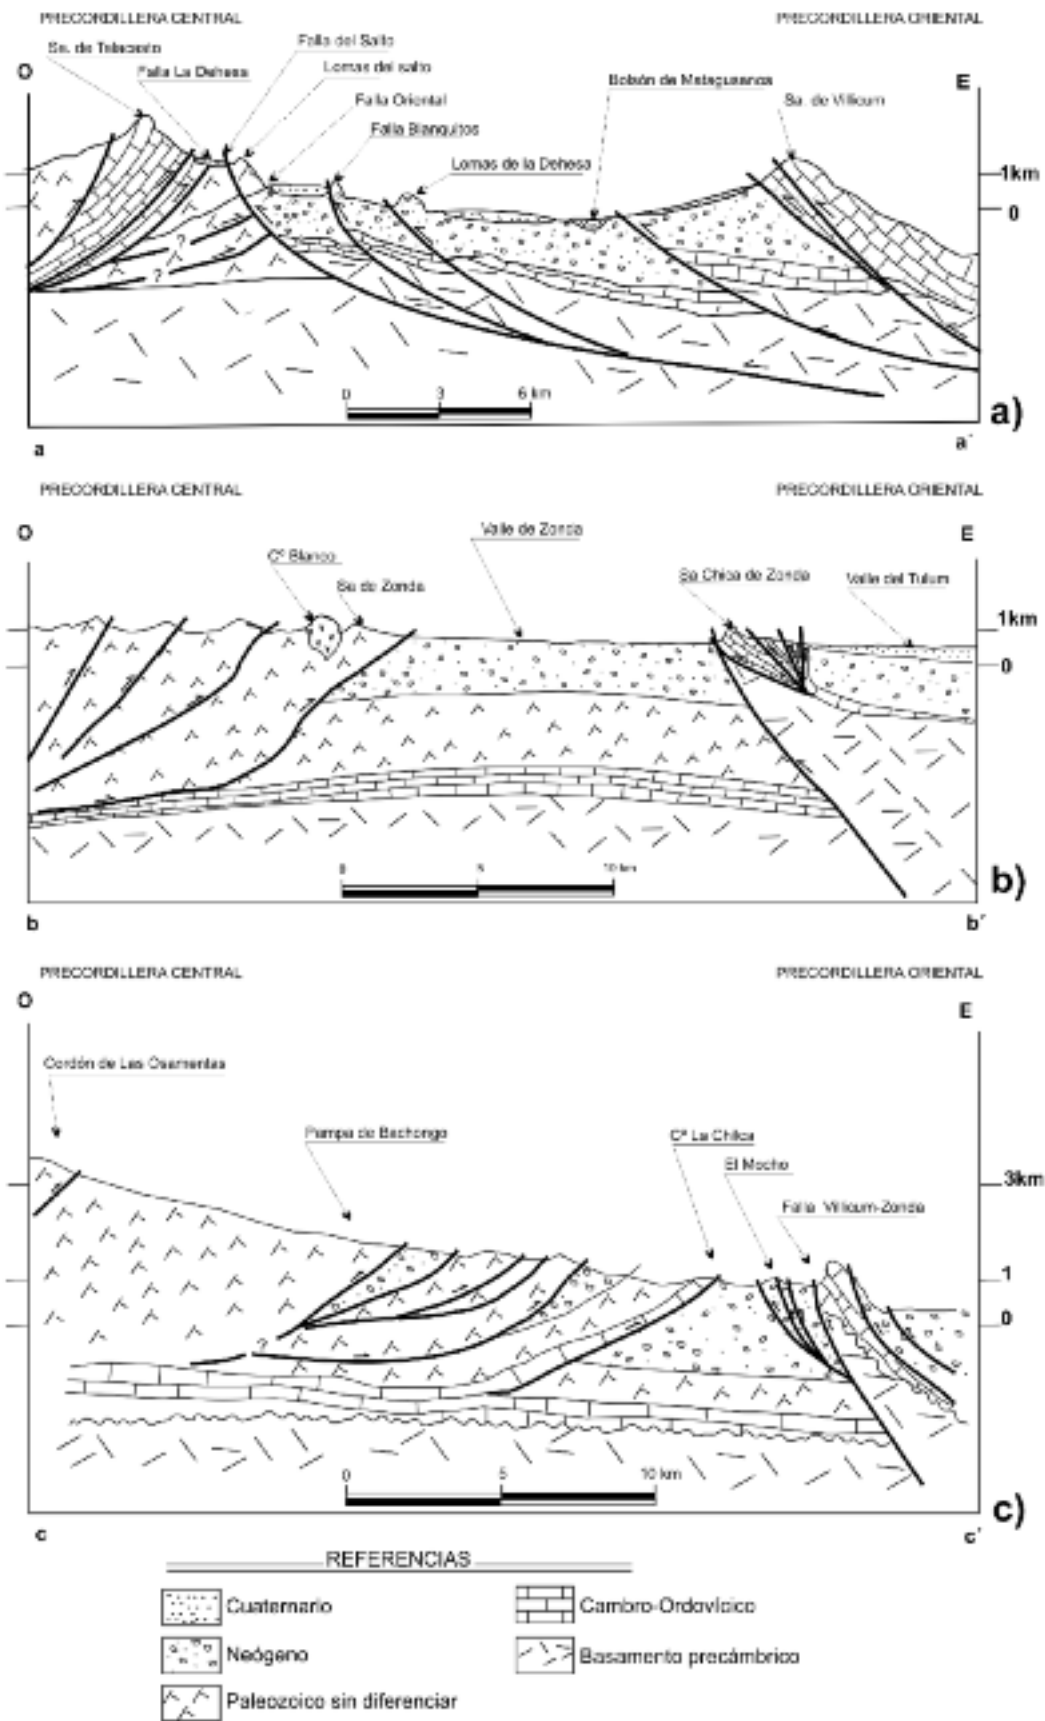 PRECORDILLERA CENTRAL
PRECORDILLERA ORIENTAL
Sa. de Talacasto
Falla del Salto
O
Falla La Dehesa
Lomas del salto
Bolsón de Matagusanos
E
Falla Oriental
Sa. de Villicum
Falla Blanquitos
Lomas de la Dehesa
1km
0
?
?
0 3 6 km
a)
a
a´
PRECORDILLERA CENTRAL
PRECORDILLERA ORIENTAL
O
Valle de Zonda
E
Cº Blanco
Sa de Zonda
Sa Chica de Zonda
Valle del Tulum
1km
0
0 5 10 km
b)
b
b´
PRECORDILLERA CENTRAL
PRECORDILLERA ORIENTAL
O
E
Cordón de Las Osamentas
Pampa de Bachongo
Cº La Chilca
El Mocho
3km
Falla Villicum-Zonda
1
0
?
0 5 10 km
c)
c
c´
REFERENCIAS
Cuaternario
Cambro-Ordovícico
Neógeno
Basamento precámbrico
Paleozoico sin diferenciar